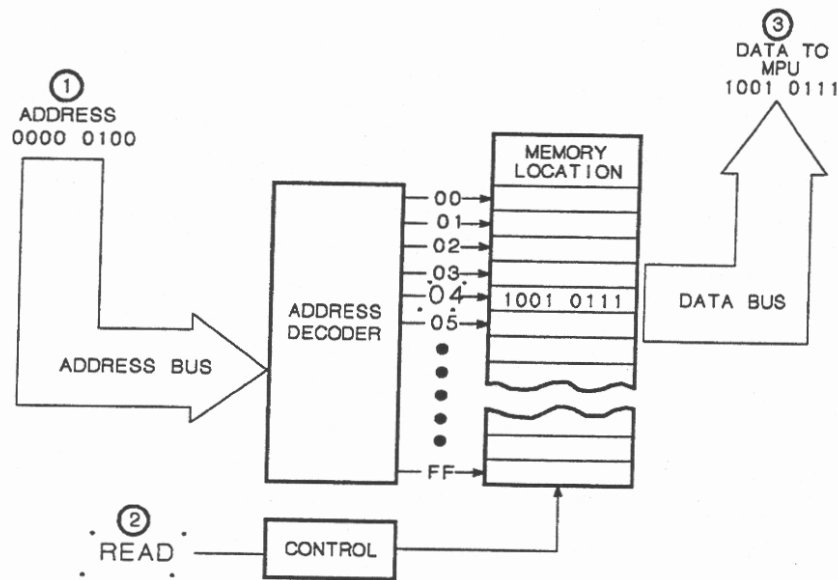 ③
DATA TO
MPU
1001 0111
①
ADDRESS
0000 0100
MEMORY
LOCATION
00
01
02
03
04
1001 0111
05
FF
ADDRESS
DECODER
ADDRESS BUS
DATA BUS
②
READ
CONTROL